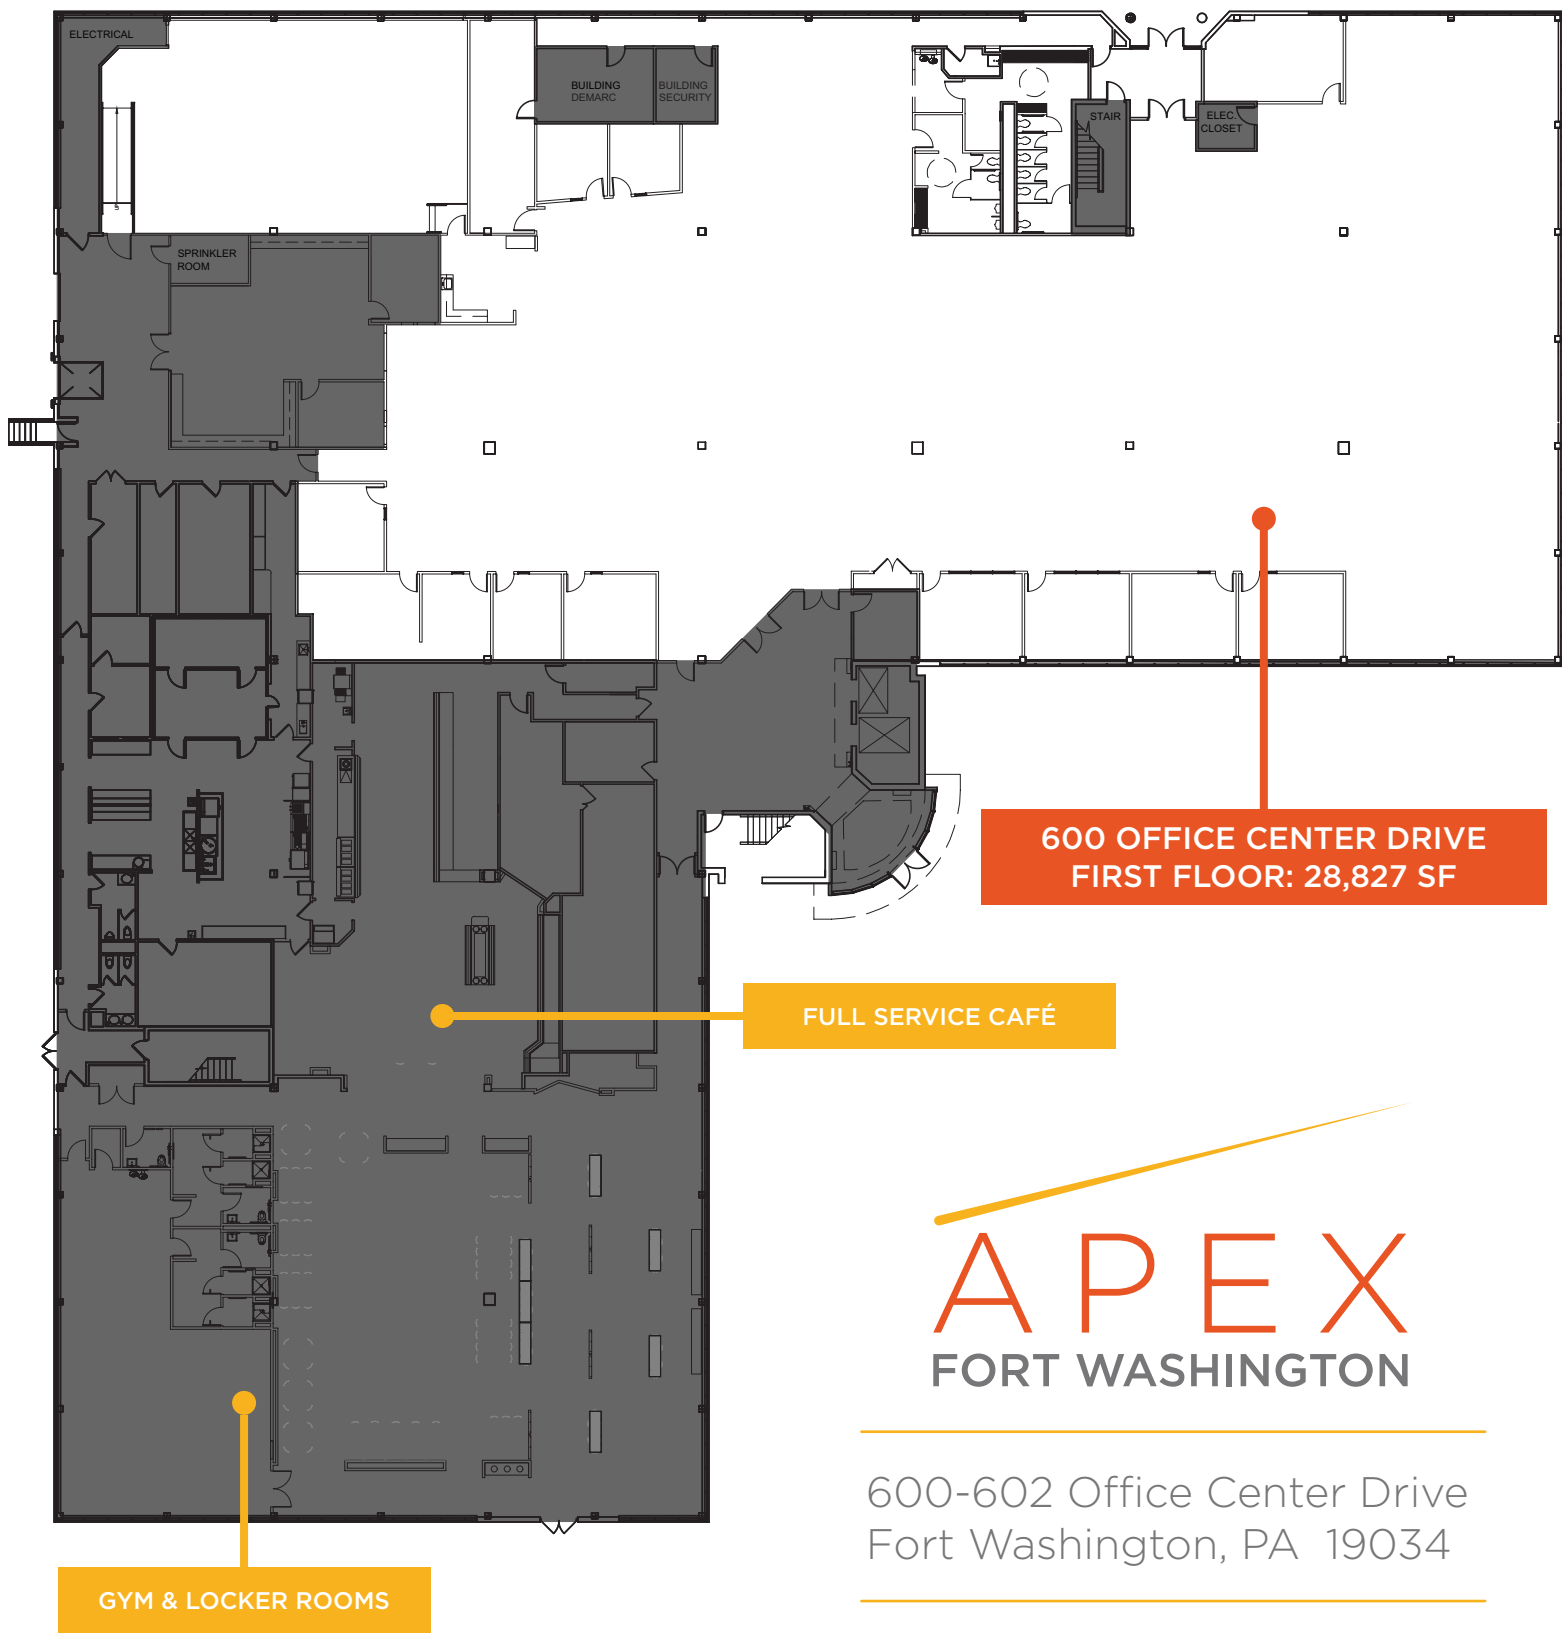 ELECTRICAL
BUILDING
DEMARC
BUILDING
SECURITY
STAIR
ELEC.
CLOSET
SPRINKLER
ROOM
600 OFFICE CENTER DRIVE
FIRST FLOOR: 28,827 SF
FULL SERVICE CAFÉ
APEX
FORT WASHINGTON
600-602 Office Center Drive
Fort Washington, PA 19034
GYM & LOCKER ROOMS